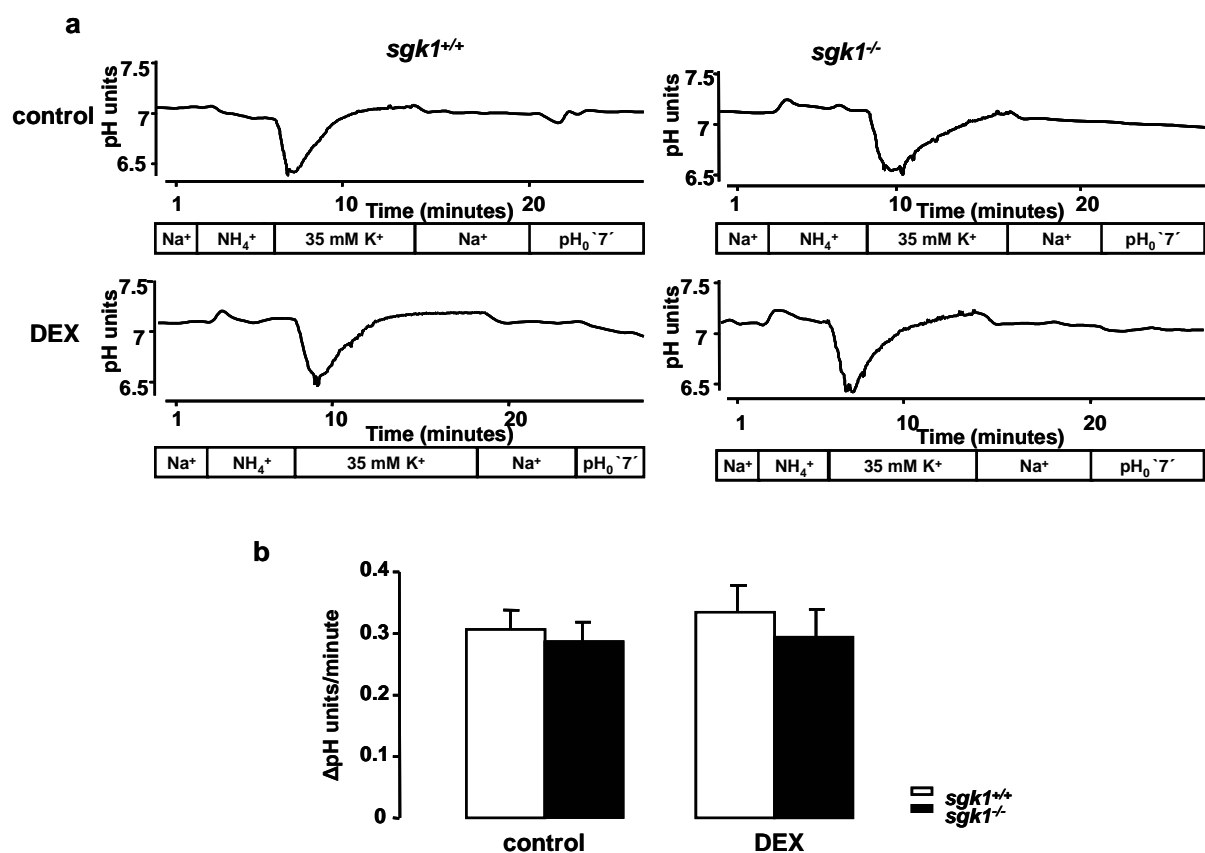 a
sgk1+/+
sgk1-/-
control
pH units
7.5
7
6.5
1 10 20
Time (minutes)
Na+ NH4+ 35 mM K+ Na+ pH0 `7´
pH units
7.5
7
6.5
1 10 20
Time (minutes)
Na+ NH4+ 35 mM K+ Na+ pH0 `7´
DEX
pH units
7.5
7
6.5
1 10 20
Time (minutes)
Na+ NH4+ 35 mM K+ Na+ pH0 `7´
pH units
7.5
7
6.5
1 10 20
Time (minutes)
Na+ NH4+ 35 mM K+ Na+ pH0 `7´
b
ΔpH units/minute
0.4
0.3
0.2
0.1
0
control DEX
sgk1+/+
sgk1-/-